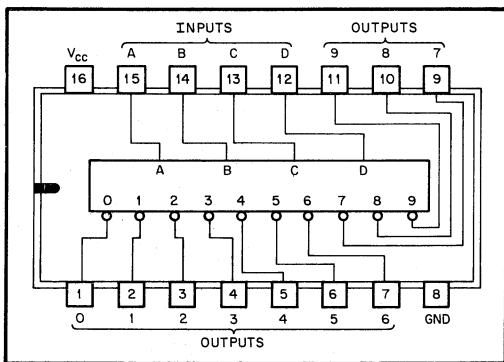 INPUTS OUTPUTS
VCC A B C D 9 8 7
16 15 14 13 12 11 10 9
A B C D
0 1 2 3 4 5 6 7 8 9
1 2 3 4 5 6 7 8
0 1 2 3 4 5 6 GND
OUTPUTS